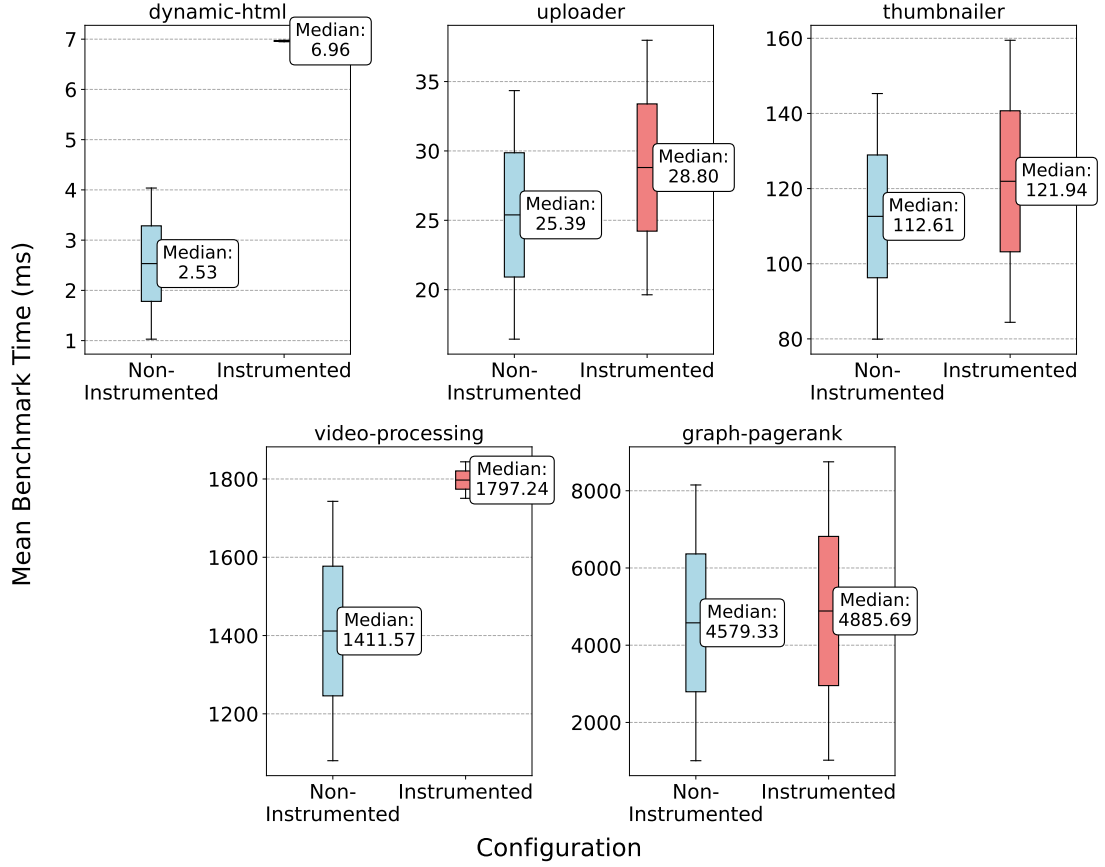 dynamic-html
uploader
thumbnailer
Mean Benchmark Time (ms)
7
6
5
4
3
2
1
Median:
6.96
Median:
2.53
Non-
Instrumented
Instrumented
35
30
25
20
Median:
28.80
Median:
25.39
Non-
Instrumented
Instrumented
160
140
120
100
80
Median:
121.94
Median:
112.61
Non-
Instrumented
Instrumented
video-processing
graph-pagerank
1800
1600
1400
1200
Median:
1797.24
Median:
1411.57
Non-
Instrumented
Instrumented
8000
6000
4000
2000
Median:
4579.33
Median:
4885.69
Non-
Instrumented
Instrumented
Configuration